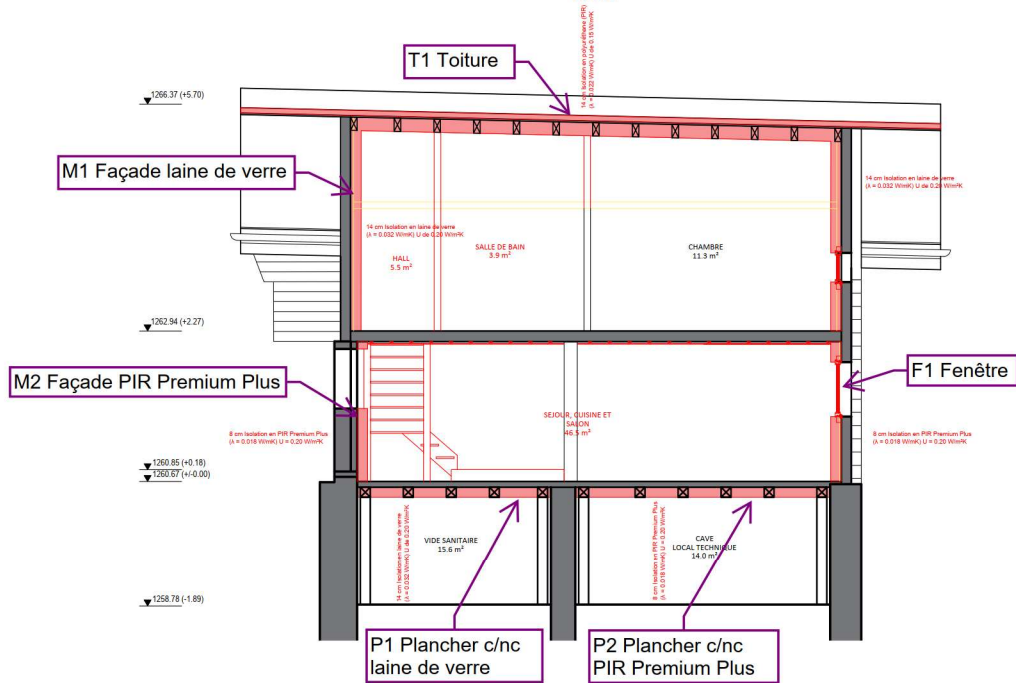 14 cm Isolation en polyuréthane (PIR)
(λ = 0.022 W/mK) U de 0.15 W/m²K
T1 Toiture
1266.37 (+5.70)
M1 Façade laine de verre
14 cm Isolation en laine de verre
(λ = 0.032 W/mK) U de 0.20 W/m²K
14 cm Isolation en laine de verre
(λ = 0.032 W/mK) U de 0.20 W/m²K
HALL
5.5 m²
SALLE DE BAIN
3.9 m²
CHAMBRE
11.3 m²
1262.94 (+2.27)
M2 Façade PIR Premium Plus
F1 Fenêtre
8 cm Isolation en PIR Premium Plus
(λ = 0.018 W/mK) U = 0.20 W/m²K
SEJOUR, CUISINE ET
SALON
46.5 m²
8 cm Isolation en PIR Premium Plus
(λ = 0.018 W/mK) U = 0.20 W/m²K
1260.85 (+0.18)
1260.67 (+/-0.00)
14 cm Isolation en laine de verre
(λ = 0.032 W/mK) U de 0.20 W/m²K
VIDE SANITAIRE
15.6 m²
8 cm Isolation en PIR Premium Plus
(λ = 0.018 W/mK) U = 0.20 W/m²K
CAVE
LOCAL TECHNIQUE
14.0 m²
1258.78 (-1.89)
P1 Plancher c/nc
laine de verre
P2 Plancher c/nc
PIR Premium Plus